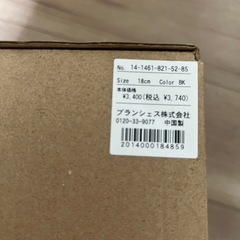 No. 14-1461-821-52-85
Size 18cm Color BK
本体価格
¥3,400(税込 ¥3,740)
ブランシェス株式会社
0120-33-9077 中国製
2014000184859